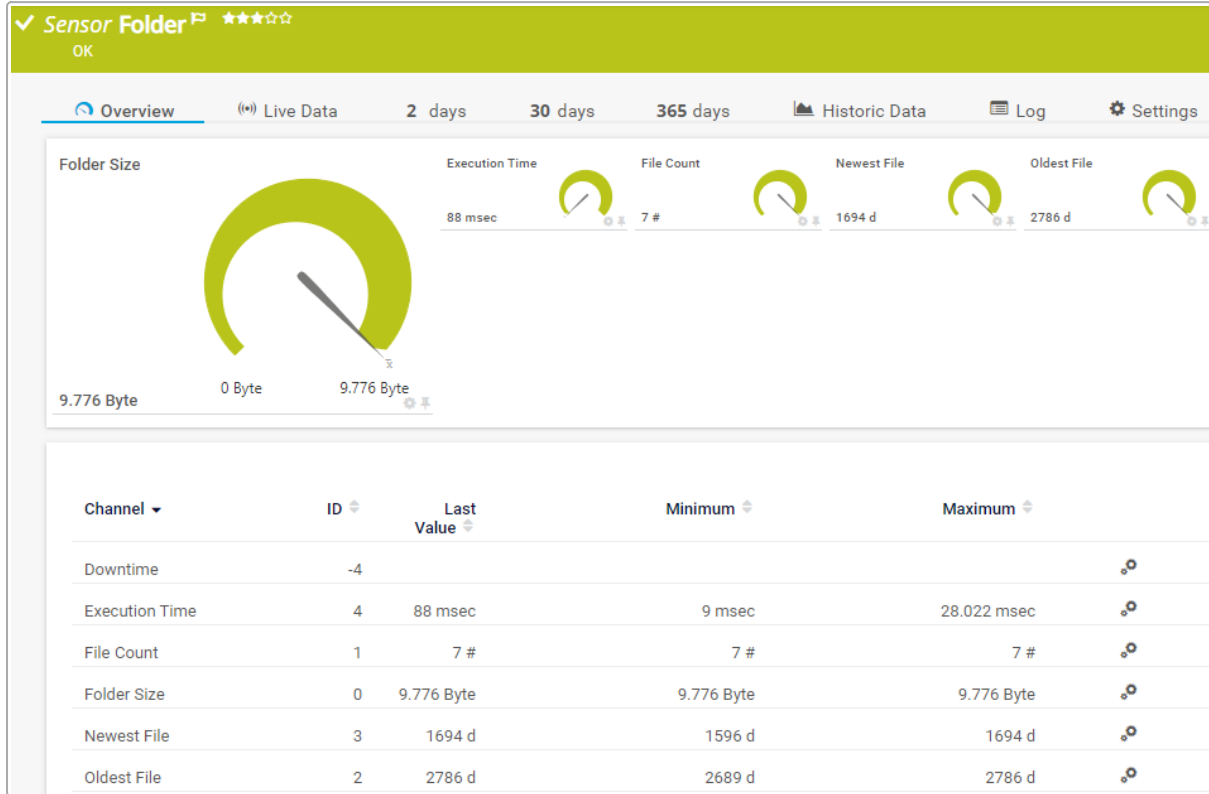 Sensor Folder
OK
Overview Live Data 2 days 30 days 365 days Historic Data Log Settings
Folder Size
Execution Time
File Count
Newest File
Oldest File
88 msec
7 #
1694 d
2786 d
x
0 Byte 9.776 Byte
9.776 Byte
Channel ID Last Value Minimum Maximum
Downtime -4
Execution Time 4 88 msec 9 msec 28.022 msec
File Count 1 7 # 7 # 7 #
Folder Size 0 9.776 Byte 9.776 Byte 9.776 Byte
Newest File 3 1694 d 1596 d 1694 d
Oldest File 2 2786 d 2689 d 2786 d